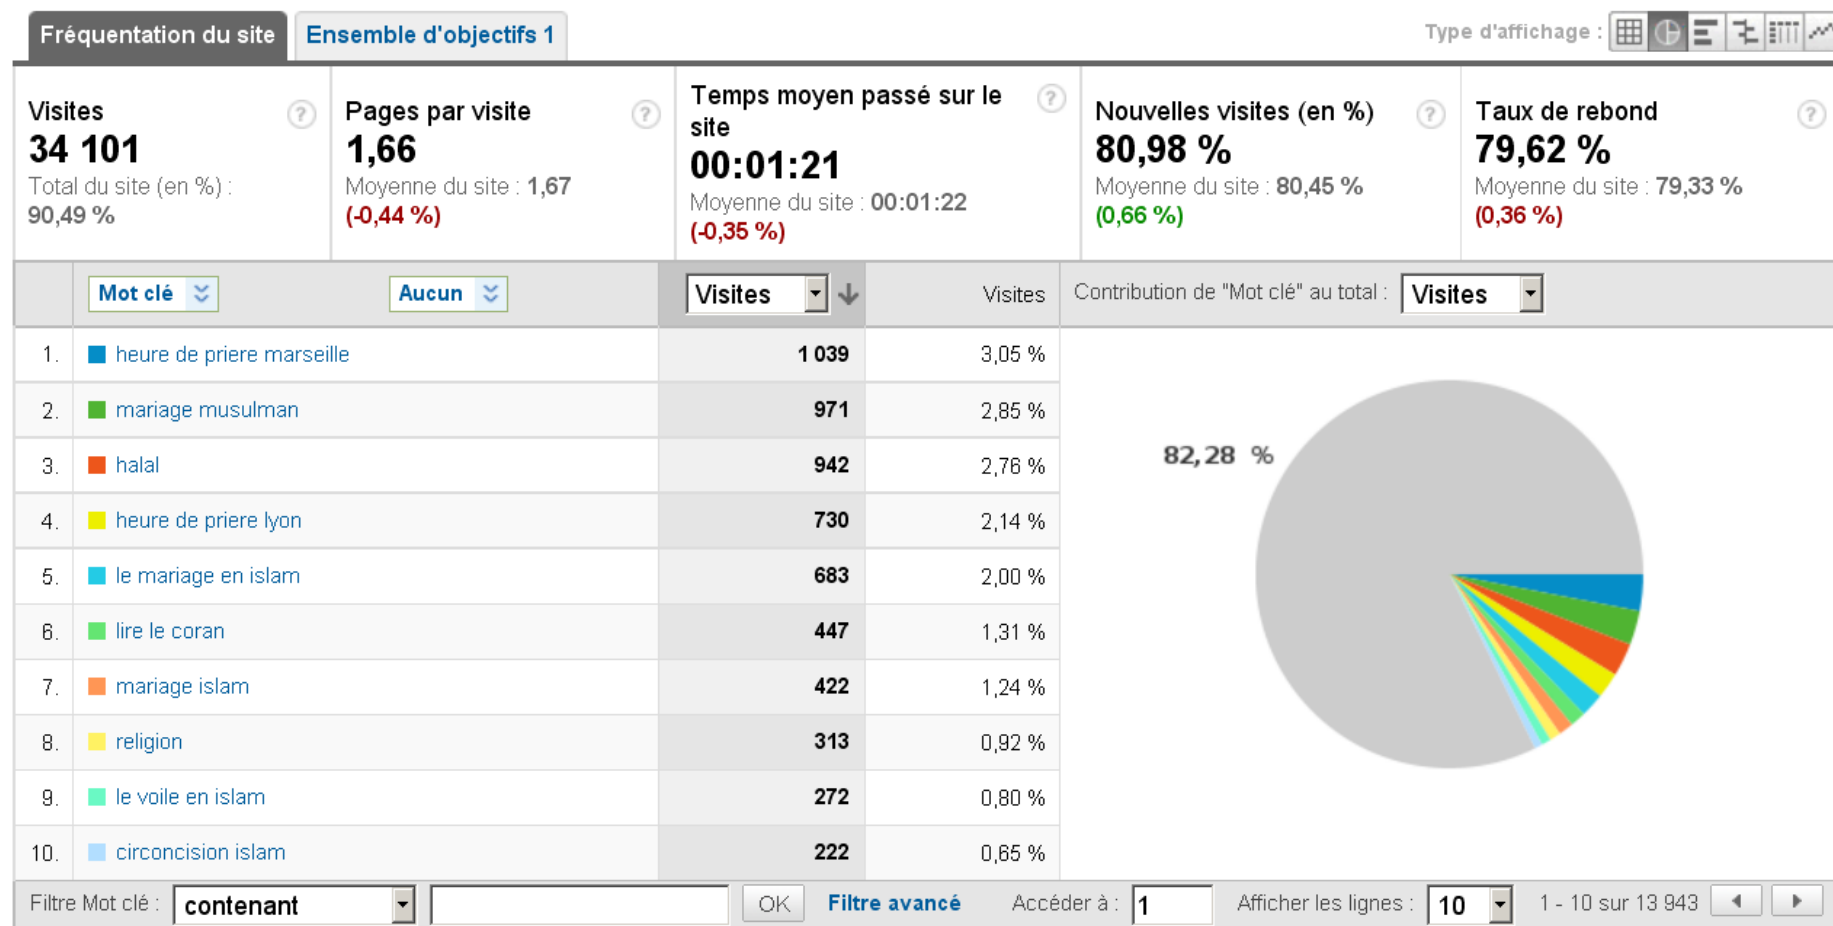 Fréquentation du site
Ensemble d'objectifs 1
Type d'affichage :
Visites
34 101
Total du site (en %) :
90,49 %
Pages par visite
1,66
Moyenne du site : 1,67
(-0,44 %)
Temps moyen passé sur le
site
00:01:21
Moyenne du site : 00:01:22
(-0,35 %)
Nouvelles visites (en %)
80,98 %
Moyenne du site : 80,45 %
(0,66 %)
Taux de rebond
79,62 %
Moyenne du site : 79,33 %
(0,36 %)
Mot clé Aucun Visites Visites Contribution de "Mot clé" au total : Visites
1. heure de priere marseille 1 039 3,05 %
2. mariage musulman 971 2,85 %
3. halal 942 2,76 %
4. heure de priere lyon 730 2,14 %
5. le mariage en islam 683 2,00 %
6. lire le coran 447 1,31 %
7. mariage islam 422 1,24 %
8. religion 313 0,92 %
9. le voile en islam 272 0,80 %
10. circoncision islam 222 0,65 %
82,28 %
Filtre Mot clé : contenant OK Filtre avancé Accéder à : 1 Afficher les lignes : 10 1 - 10 sur 13 943